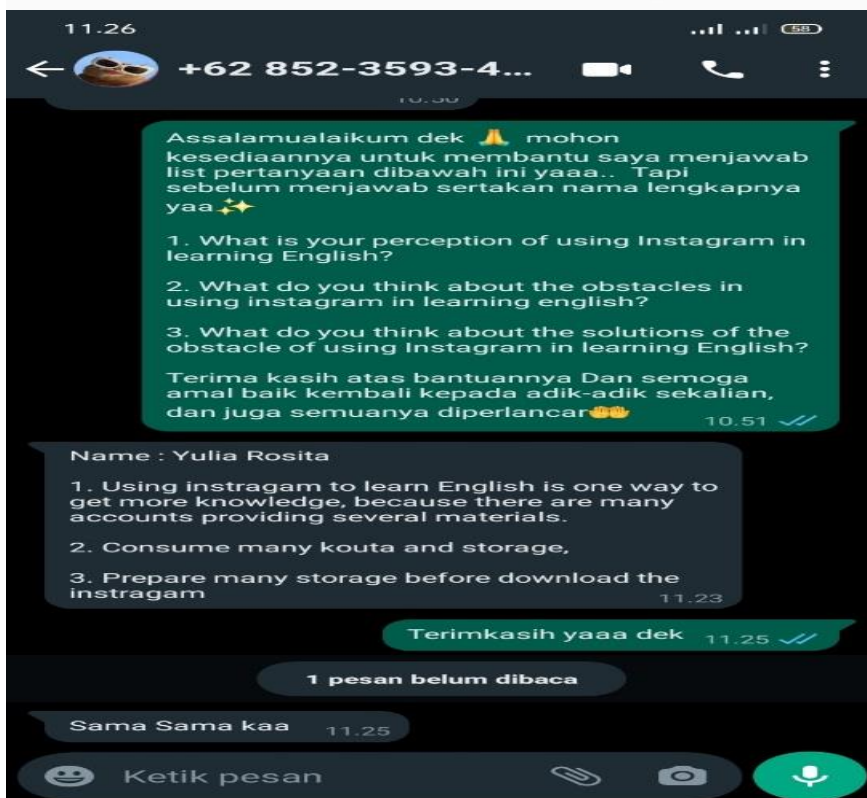 11.26
58
+62 852-3593-4...
10.50
Assalamualaikum dek 🙏 mohon
kesediaannya untuk membantu saya menjawab
list pertanyaan dibawah ini yaaa.. Tapi
sebelum menjawab sertakan nama lengkapnya
yaa✨
1. What is your perception of using Instagram in
learning English?
2. What do you think about the obstacles in
using instagram in learning english?
3. What do you think about the solutions of the
obstacle of using Instagram in learning English?
Terima kasih atas bantuannya Dan semoga
amal baik kembali kepada adik-adik sekalian,
dan juga semuanya diperlancar🤲🤲
10.51
Name : Yulia Rosita
1. Using instragam to learn English is one way to
get more knowledge, because there are many
accounts providing several materials.
2. Consume many kouta and storage,
3. Prepare many storage before download the
instragam
11.23
Terimkasih yaaa dek 11.25
1 pesan belum dibaca
Sama Sama kaa 11.25
Ketik pesan